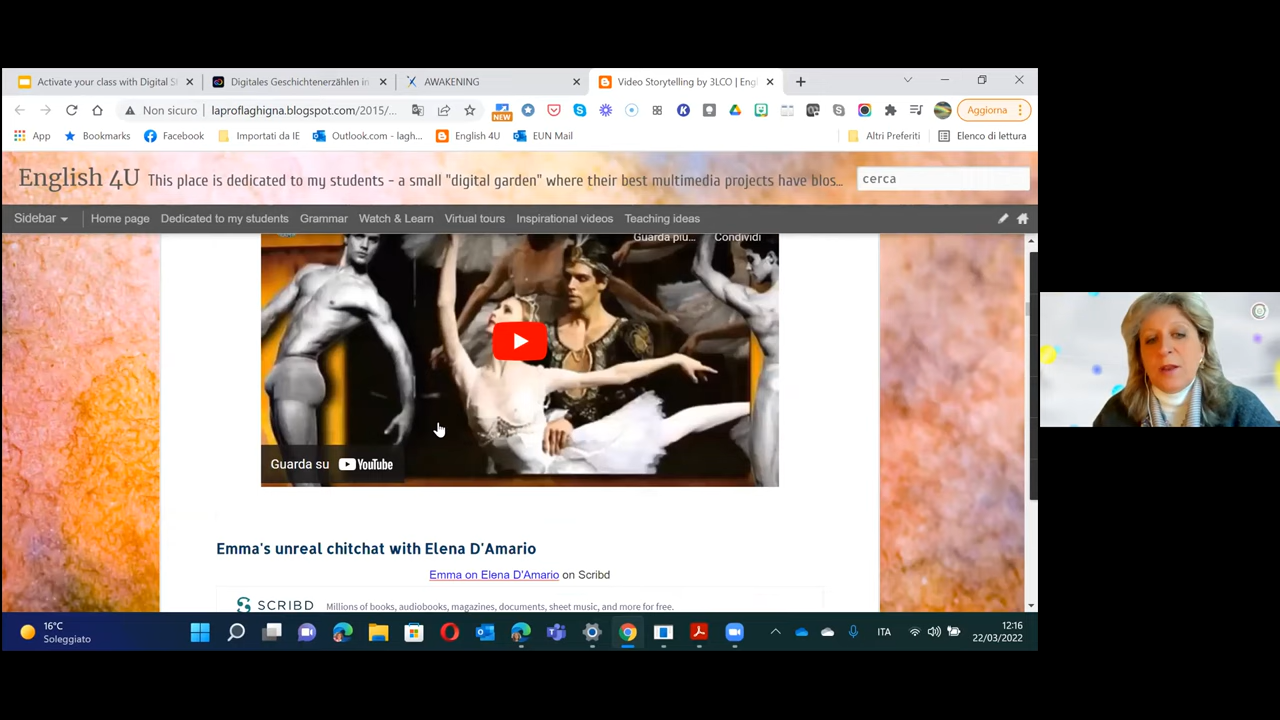 Activate your class with Digital S
Digitales Geschichtenerzählen in
AWAKENING
Video Storytelling by 3LCO | Eng
Non sicuro
laproflaghinna.blogspot.com/2015/...
NEW
Aggiorna
App
Bookmarks
Facebook
Importati da IE
Outlook.com - lagh...
English 4U
EUN Mail
Altri Preferiti
Elenco di lettura
English 4U
This place is dedicated to my students - a small "digital garden" where their best multimedia projects have blos...
cerca
Sidebar
Home page
Dedicated to my students
Grammar
Watch & Learn
Virtual tours
Inspirational videos
Teaching ideas
Guarda piu...
Condividi
Guarda su YouTube
Emma's unreal chitchat with Elena D'Amario
Emma on Elena D'Amario on Scribd
SCRIBD
Millions of books, audiobooks, magazines, documents, sheet music, and more for free.
16°C
Soleggiato
ITA
12:16
22/03/2022